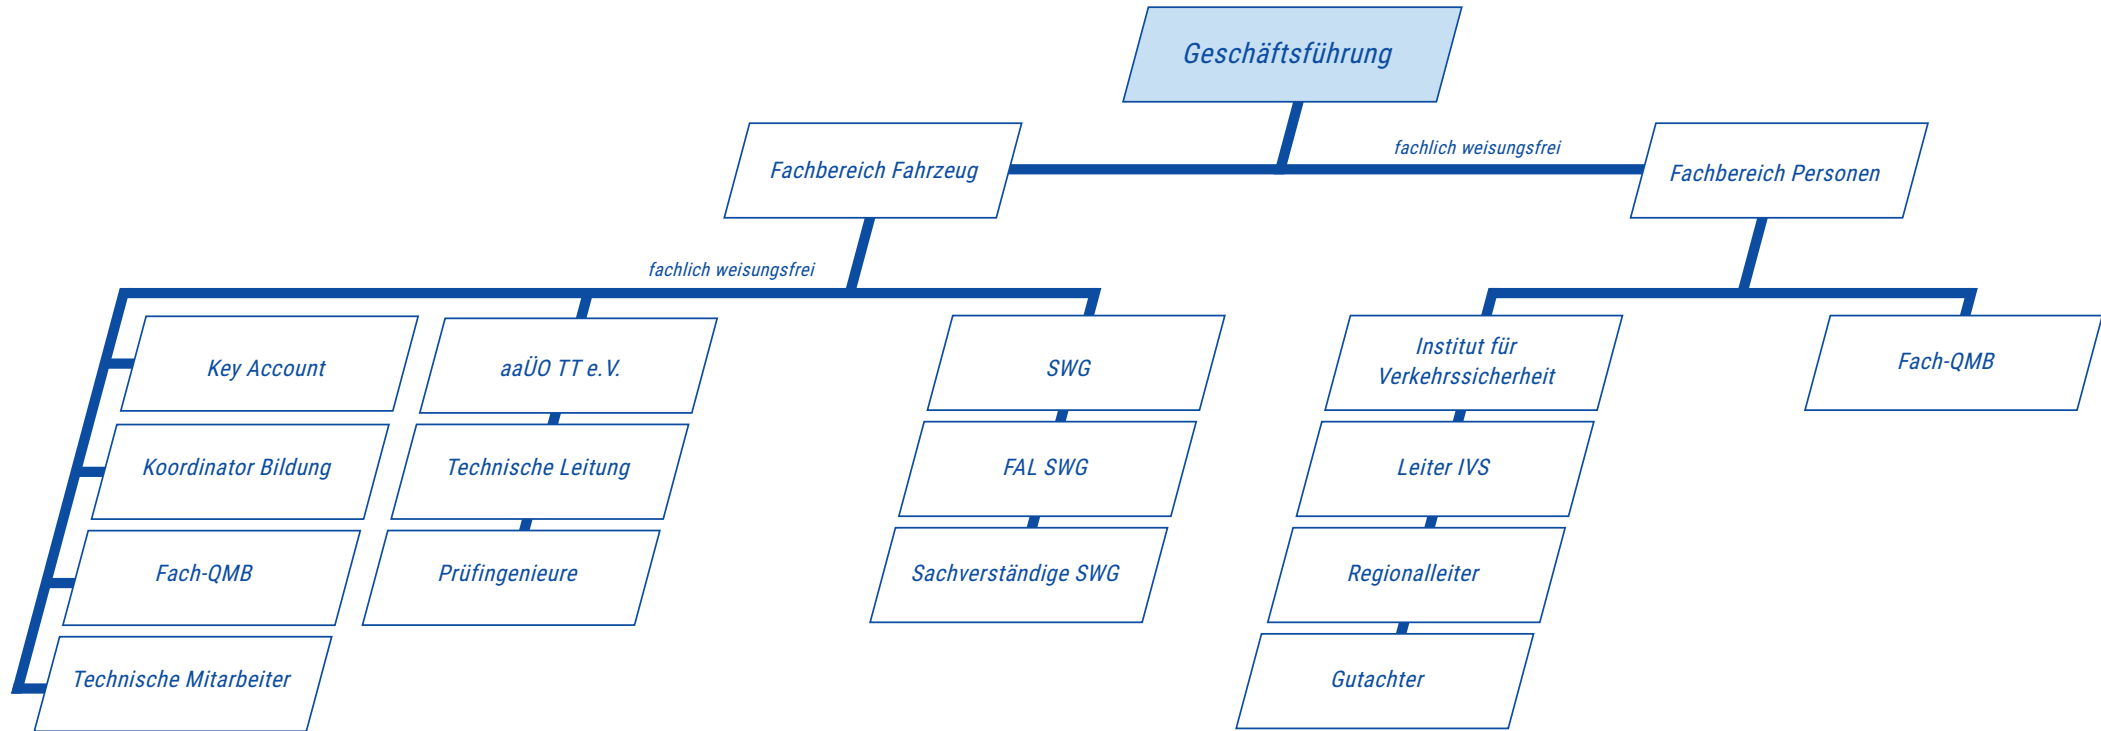 Geschäftsführung
Fachbereich Fahrzeug
fachlich weisungsfrei
Fachbereich Personen
fachlich weisungsfrei
Key Account
aaÜO TT e.V.
SWG
Institut für
Verkehrssicherheit
Fach-QMB
Koordinator Bildung
Technische Leitung
FAL SWG
Leiter IVS
Fach-QMB
Prüfingenieure
Sachverständige SWG
Regionalleiter
Technische Mitarbeiter
Gutachter